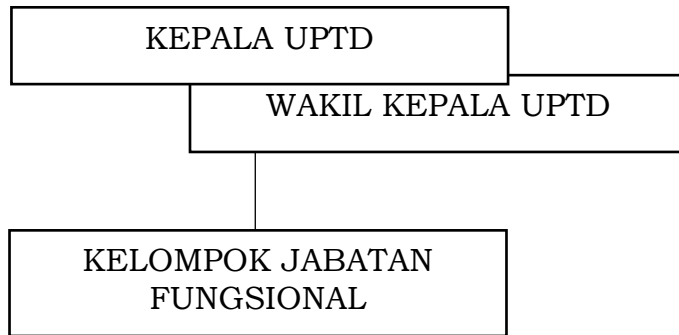 KEPALA UPTD
WAKIL KEPALA UPTD
KELOMPOK JABATAN
FUNGSIONAL